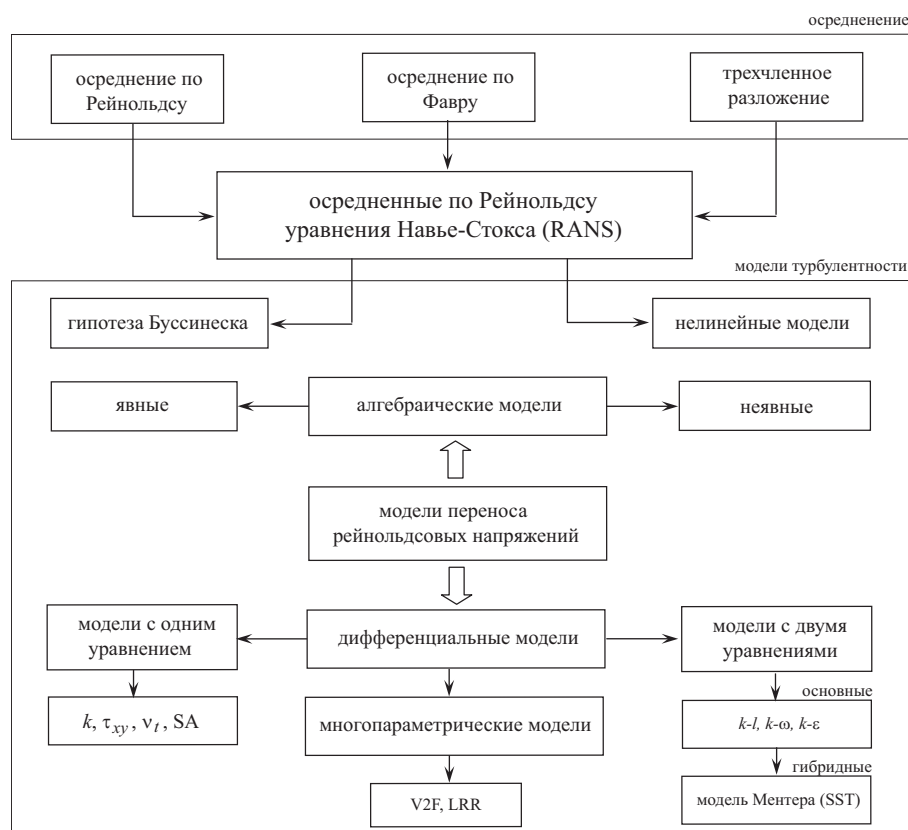 осредненение
осреднение по
Рейнольдсу
осреднение по
Фавру
трехчленное
разложение
осредненные по Рейнольдсу
уравнения Навье-Стокса (RANS)
модели турбулентности
гипотеза Буссинеска
нелинейные модели
явные
алгебраические модели
неявные
модели переноса
рейнольдсовых напряжений
модели с одним
уравнением
дифференциальные модели
модели с двумя
уравнениями
основные
k, τxy, νt, SA
многопараметрические модели
k-l, k-ω, k-ε
гибридные
V2F, LRR
модель Ментера (SST)